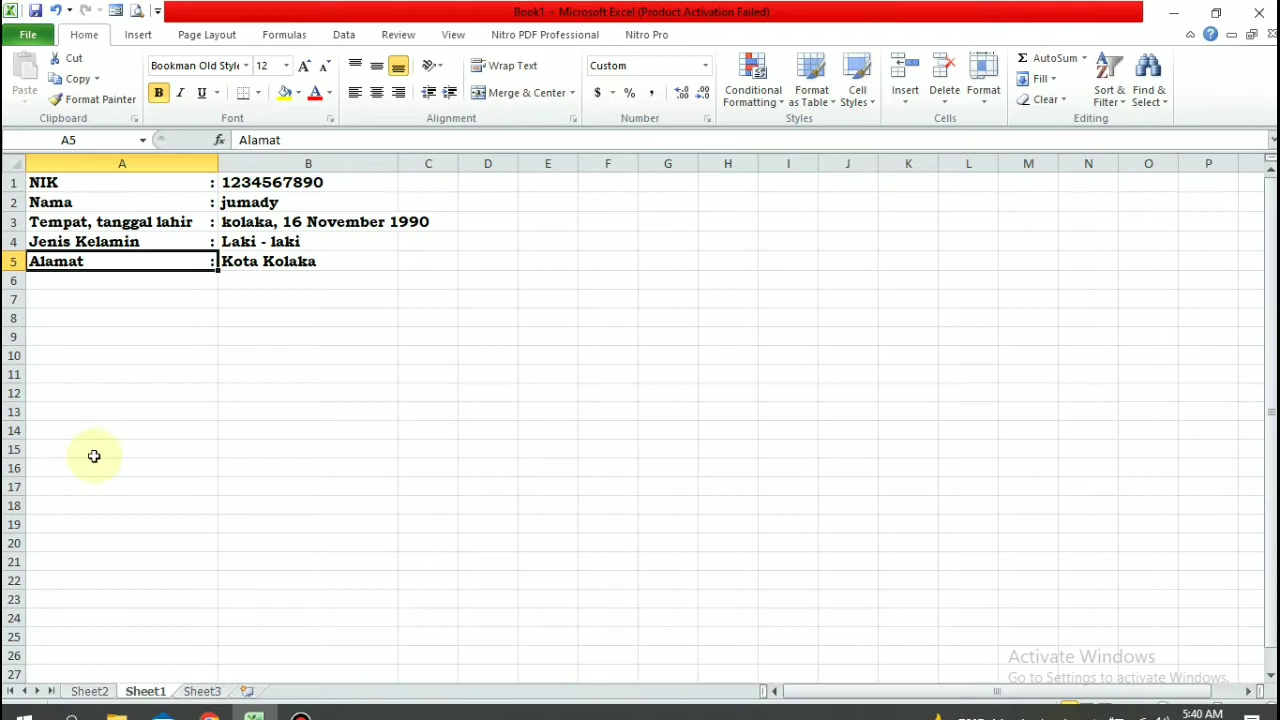 Book1 - Microsoft Excel (Product Activation Failed)
File Home Insert Page Layout Formulas Data Review View Nitro PDF Professional Nitro Pro
Paste Cut Copy Format Painter Clipboard
Bookman Old Style 12 B I U A Font
Wrap Text Merge & Center Alignment
Custom $ % , Number
Conditional Formatting Format as Table Cell Styles Styles
Insert Delete Format Cells
Σ AutoSum Fill Clear Sort & Filter Find & Select Editing
A5 fx Alamat
A B C D E F G H I J K L M N O P
1 NIK : 1234567890
2 Nama : jumady
3 Tempat, tanggal lahir : kolaka, 16 November 1990
4 Jenis Kelamin : Laki - laki
5 Alamat : Kota Kolaka
6
7
8
9
10
11
12
13
14
15
16
17
18
19
20
21
22
23
24
25
26
27
Activate Windows
Go to Settings to activate Windows.
Sheet2 Sheet1 Sheet3
5:40 AM